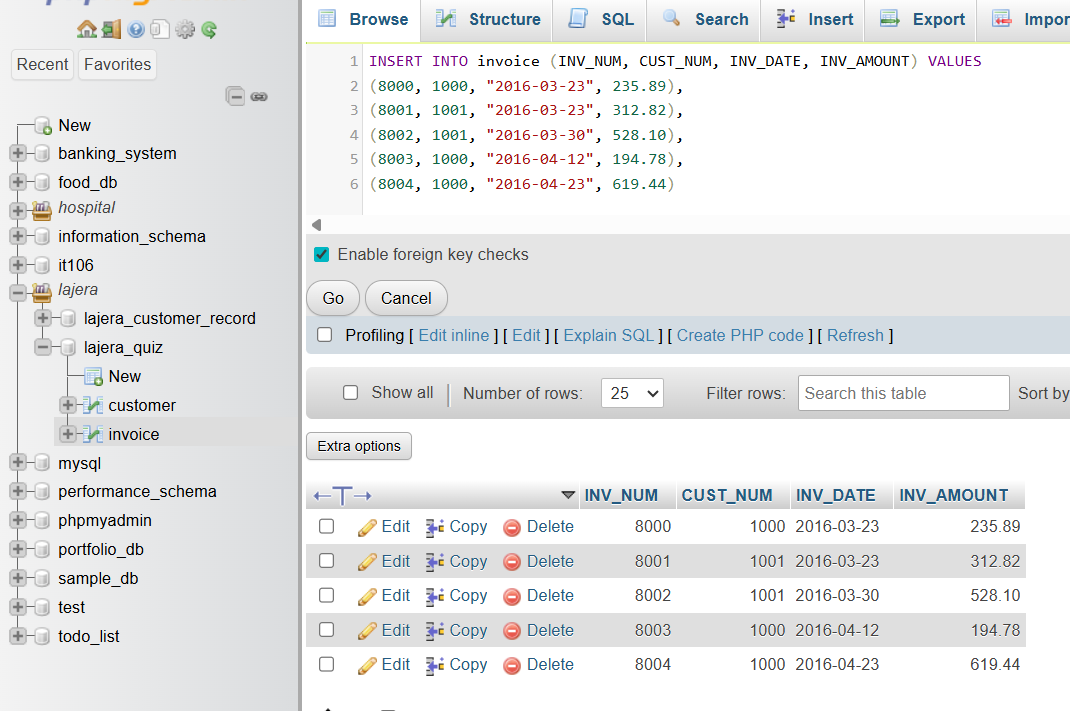 Recent Favorites
New
banking_system
food_db
hospital
information_schema
it106
lajera
lajera_customer_record
lajera_quiz
New
customer
invoice
mysql
performance_schema
phpmyadmin
portfolio_db
sample_db
test
todo_list
Browse Structure SQL Search Insert Export Impor
1 INSERT INTO invoice (INV_NUM, CUST_NUM, INV_DATE, INV_AMOUNT) VALUES
2 (8000, 1000, "2016-03-23", 235.89),
3 (8001, 1001, "2016-03-23", 312.82),
4 (8002, 1001, "2016-03-30", 528.10),
5 (8003, 1000, "2016-04-12", 194.78),
6 (8004, 1000, "2016-04-23", 619.44)
Enable foreign key checks
Go Cancel
Profiling [ Edit inline ] [ Edit ] [ Explain SQL ] [ Create PHP code ] [ Refresh ]
Show all Number of rows: 25 Filter rows: Search this table Sort by
Extra options
INV_NUM CUST_NUM INV_DATE INV_AMOUNT
Edit Copy Delete 8000 1000 2016-03-23 235.89
Edit Copy Delete 8001 1001 2016-03-23 312.82
Edit Copy Delete 8002 1001 2016-03-30 528.10
Edit Copy Delete 8003 1000 2016-04-12 194.78
Edit Copy Delete 8004 1000 2016-04-23 619.44